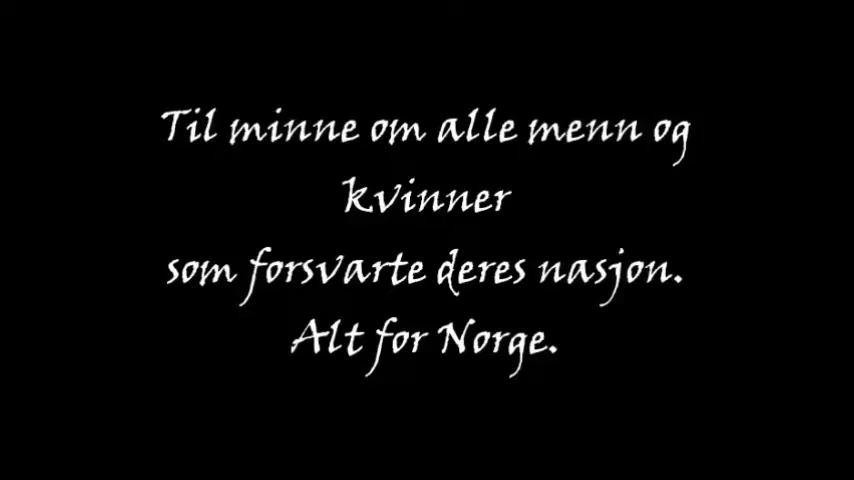 Til minne om alle menn og
kvinner
som forsvarte deres nasjon.
Alt for Norge.